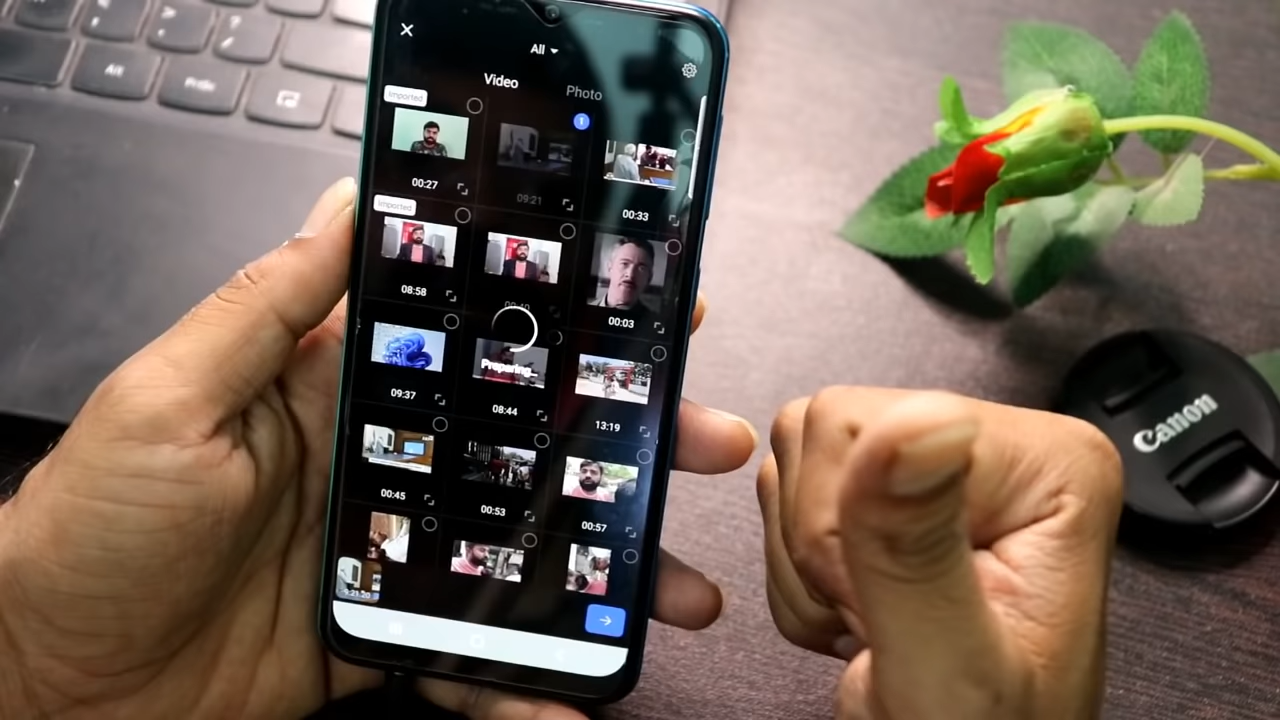 Alt
All
Video
Photo
Imported
1
00:27
09:21
00:33
Imported
08:58
00:03
Preparing...
09:37
08:44
13:19
00:45
00:53
00:57
Canon